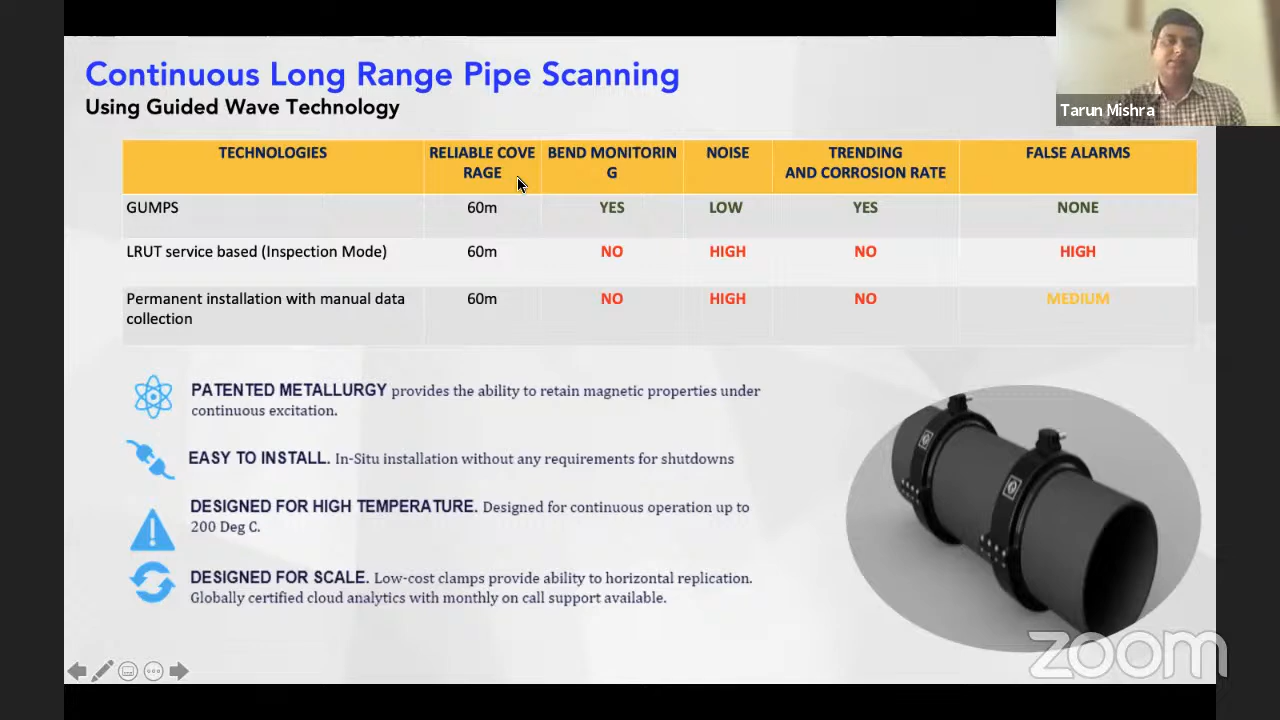 Continuous Long Range Pipe Scanning
Using Guided Wave Technology
Tarun Mishra
TECHNOLOGIES
RELIABLE COVE
RAGE
BEND MONITORIN
G
NOISE
TRENDING
AND CORROSION RATE
FALSE ALARMS
GUMPS
60m
YES
LOW
YES
NONE
LRUT service based (Inspection Mode)
60m
NO
HIGH
NO
HIGH
Permanent installation with manual data
collection
60m
NO
HIGH
NO
MEDIUM
PATENTED METALLURGY provides the ability to retain magnetic properties under
continuous excitation.
EASY TO INSTALL. In-Situ installation without any requirements for shutdowns
DESIGNED FOR HIGH TEMPERATURE. Designed for continuous operation up to
200 Deg C.
DESIGNED FOR SCALE. Low-cost clamps provide ability to horizontal replication.
Globally certified cloud analytics with monthly on call support available.
zoom